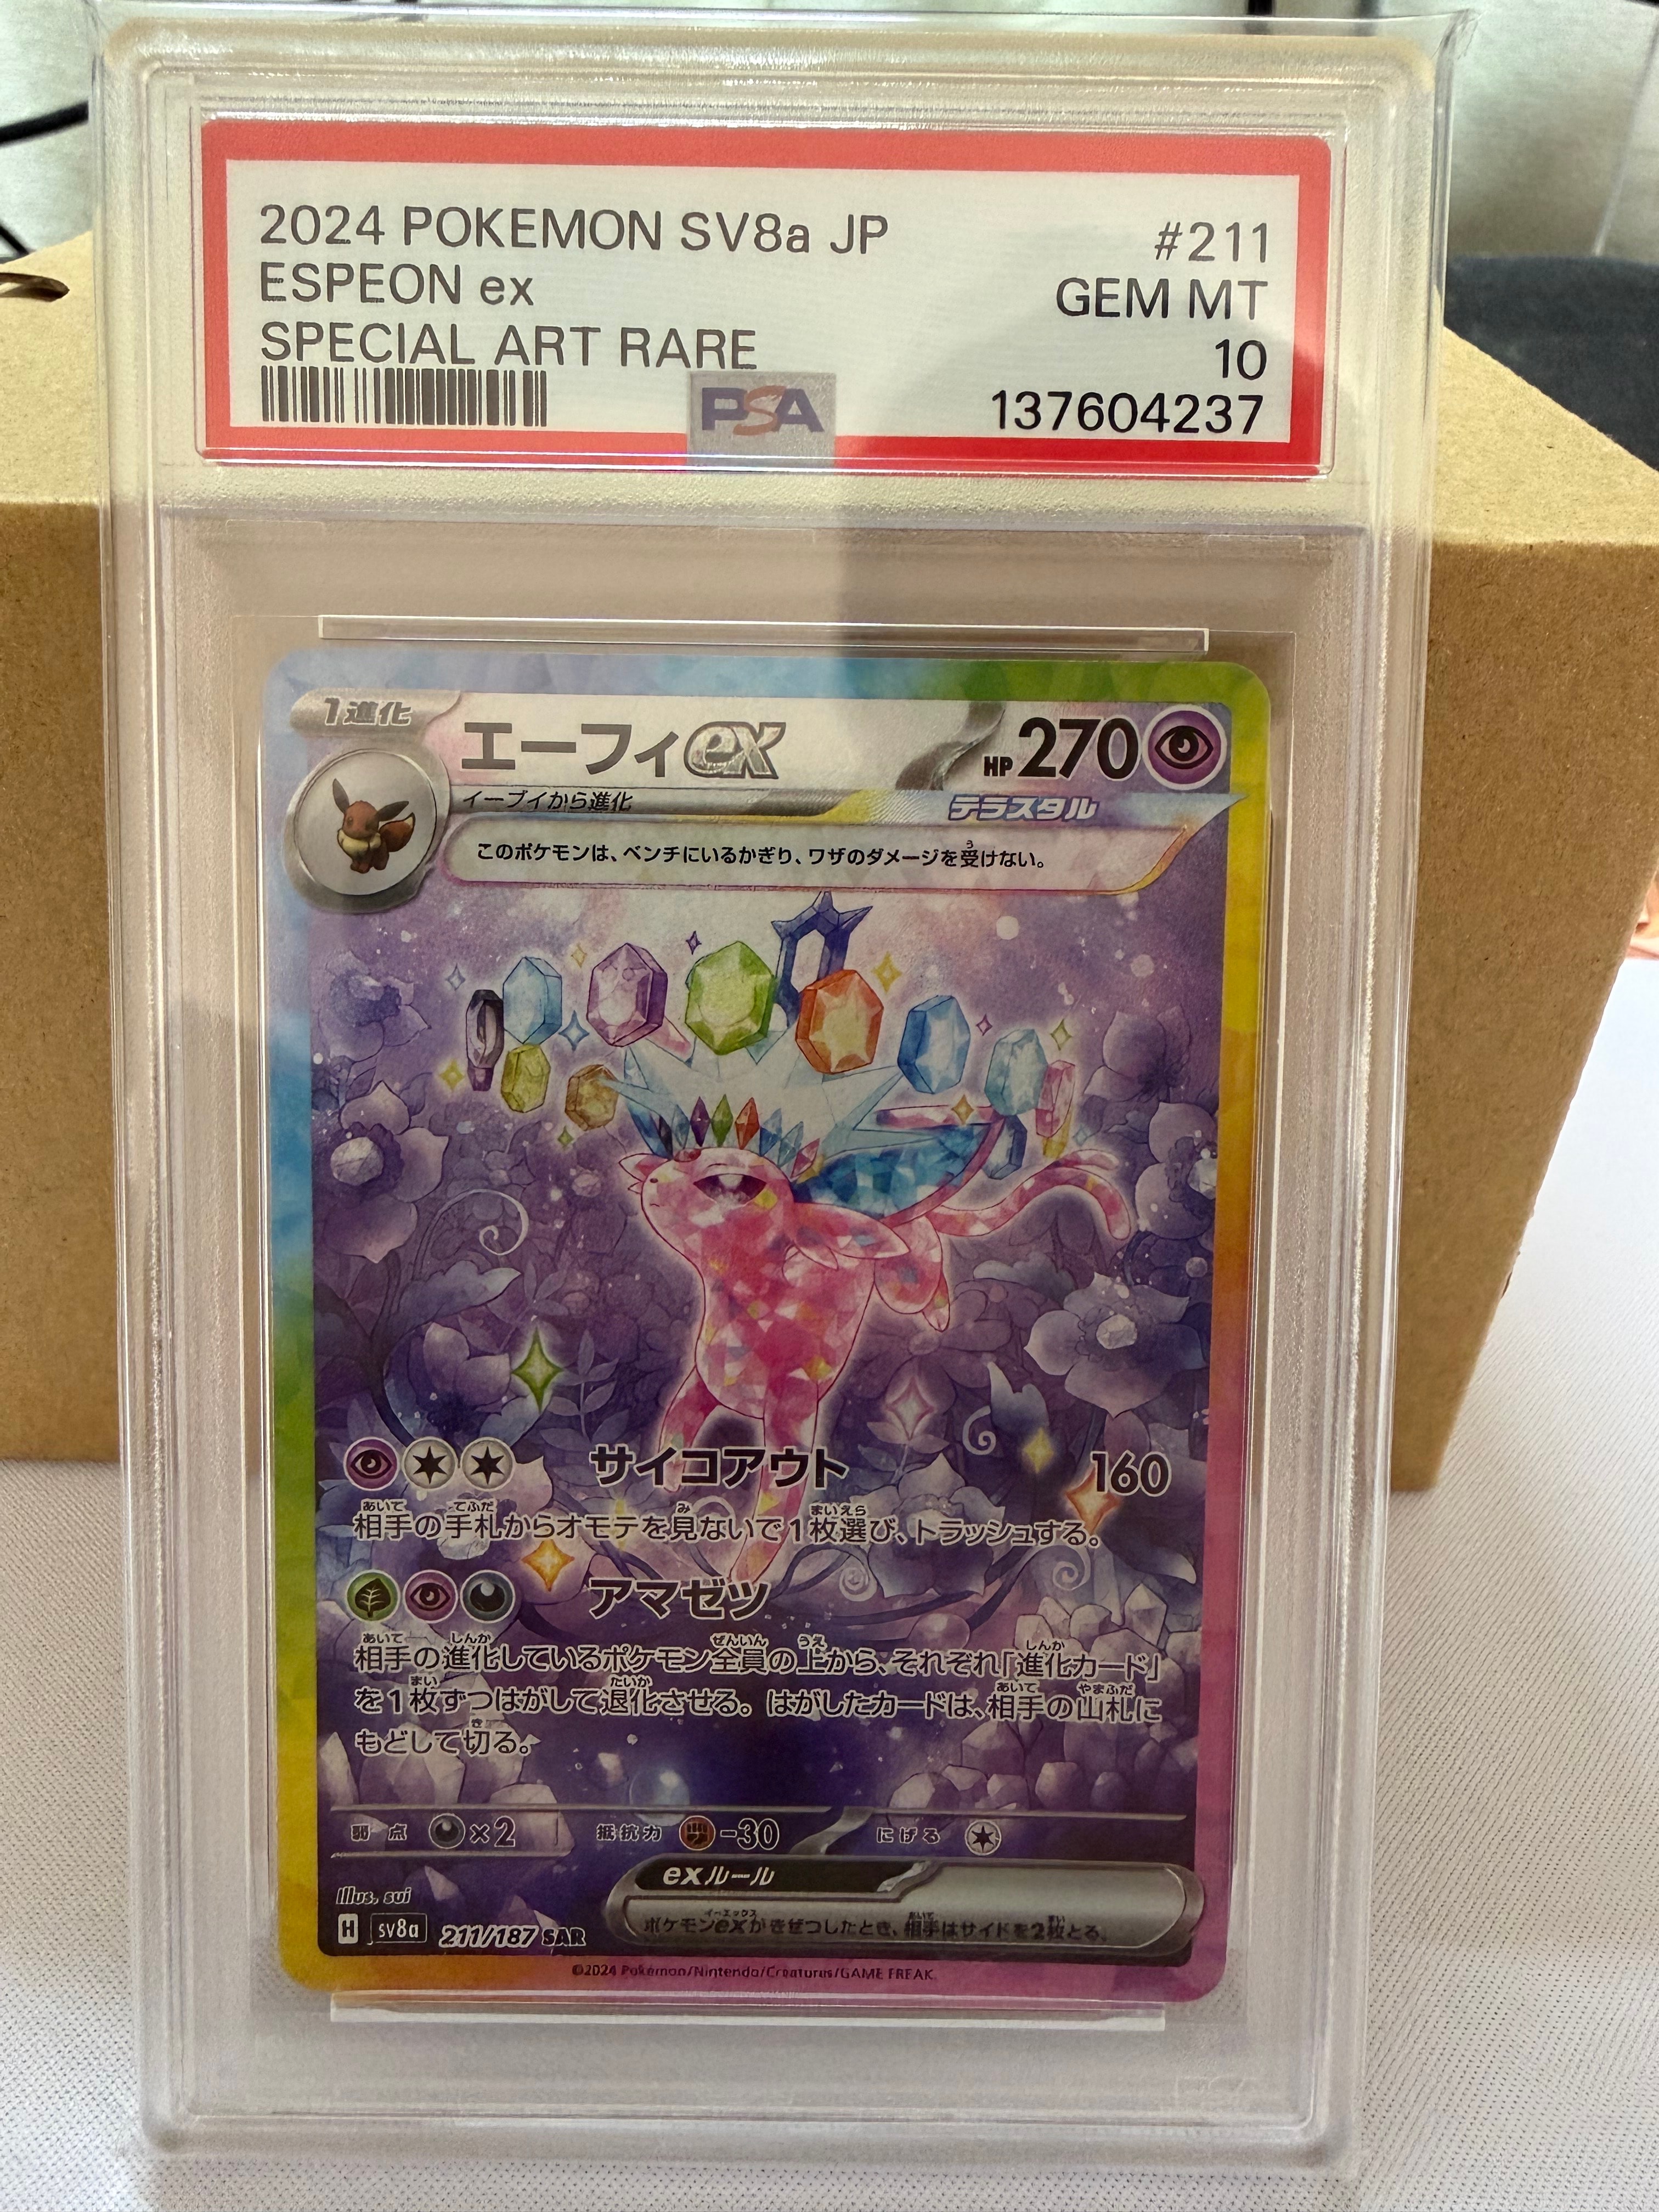 2024 POKEMON SV8a JP #211
ESPEON ex GEM MT
SPECIAL ART RARE 10
PSA 137604237
1進化 エーフィex HP270
イーブイから進化 テラスタル
このポケモンは、ベンチにいるかぎり、ワザのダメージを受けない。
サイコアウト 160
相手の手札からオモテを見ないで1枚選び、トラッシュする。
アマゼツ
相手の進化しているポケモン全員の上から、それぞれ「進化カード」
を1枚ずつはがして退化させる。はがしたカードは、相手の山札に
もどして切る。
弱点 ×2 抵抗力 -30 にげる
exルール
ポケモンexがきぜつしたとき、相手はサイドを2枚とる。
Illus. sui
H sv8a 211/187 SAR
©2024 Pokémon/Nintendo/Creatures/GAME FREAK.